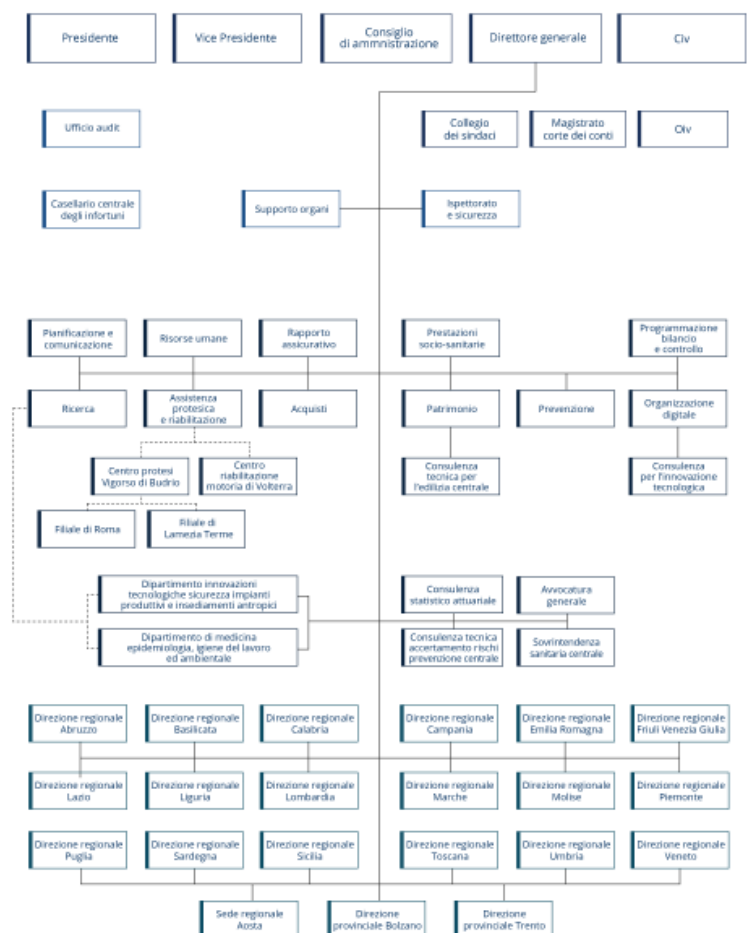 Presidente
Vice Presidente
Consiglio
di ammnistrazione
Direttore generale
Civ
Ufficio audit
Collegio
dei sindaci
Magistrato
corte dei conti
Oiv
Casellario centrale
degli infortuni
Supporto organi
Ispettorato
e sicurezza
Pianificazione e
comunicazione
Risorse umane
Rapporto
assicurativo
Prestazioni
socio-sanitarie
Programmazione
bilancio
e controllo
Ricerca
Assistenza
protesica
e riabilitazione
Acquisti
Patrimonio
Prevenzione
Organizzazione
digitale
Centro protesi
Vigorso di Budrio
Centro
riabilitazione
motoria di Volterra
Consulenza
tecnica per
l'edilizia centrale
Consulenza
per l'innovazione
tecnologica
Filiale di Roma
Filiale di
Lamezia Terme
Dipartimento innovazioni
tecnologiche sicurezza impianti
produttivi e insediamenti antropici
Consulenza
statistico attuariale
Avvocatura
generale
Dipartimento di medicina
epidemiologia, igiene del lavoro
ed ambientale
Consulenza tecnica
accertamento rischi
prevenzione centrale
Sovrintendenza
sanitaria centrale
Direzione regionale
Abruzzo
Direzione regionale
Basilicata
Direzione regionale
Calabria
Direzione regionale
Campania
Direzione regionale
Emilia Romagna
Direzione regionale
Friuli Venezia Giulia
Direzione regionale
Lazio
Direzione regionale
Liguria
Direzione regionale
Lombardia
Direzione regionale
Marche
Direzione regionale
Molise
Direzione regionale
Piemonte
Direzione regionale
Puglia
Direzione regionale
Sardegna
Direzione regionale
Sicilia
Direzione regionale
Toscana
Direzione regionale
Umbria
Direzione regionale
Veneto
Sede regionale
Aosta
Direzione
provinciale Bolzano
Direzione
provinciale Trento